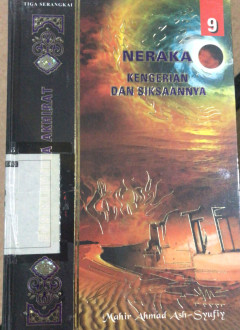 TIGA SERANGKAI
9
NERAKA
KENGERIAN
DAN SIKSAANNYA
AKHIRAT
Mahir Ahmad Ash-Syufiy